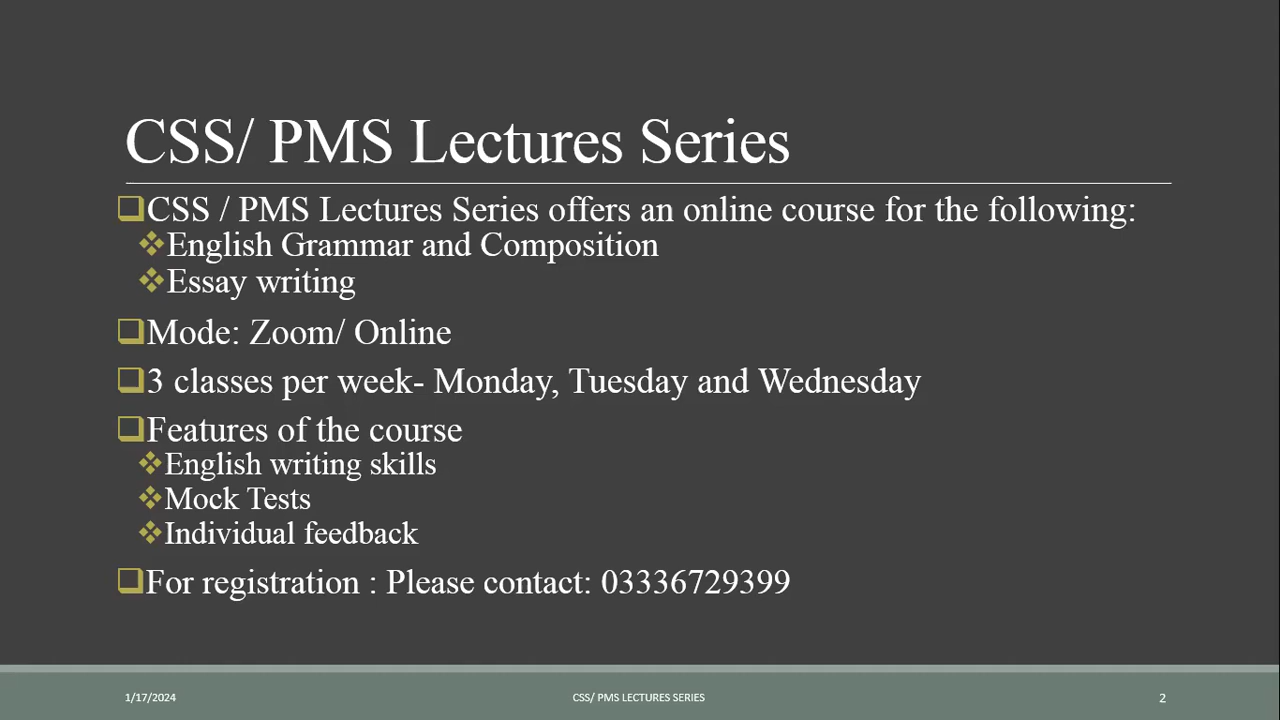 CSS/ PMS Lectures Series
CSS / PMS Lectures Series offers an online course for the following:
English Grammar and Composition
Essay writing
Mode: Zoom/ Online
3 classes per week- Monday, Tuesday and Wednesday
Features of the course
English writing skills
Mock Tests
Individual feedback
For registration : Please contact: 03336729399
1/17/2024
CSS/ PMS LECTURES SERIES
2